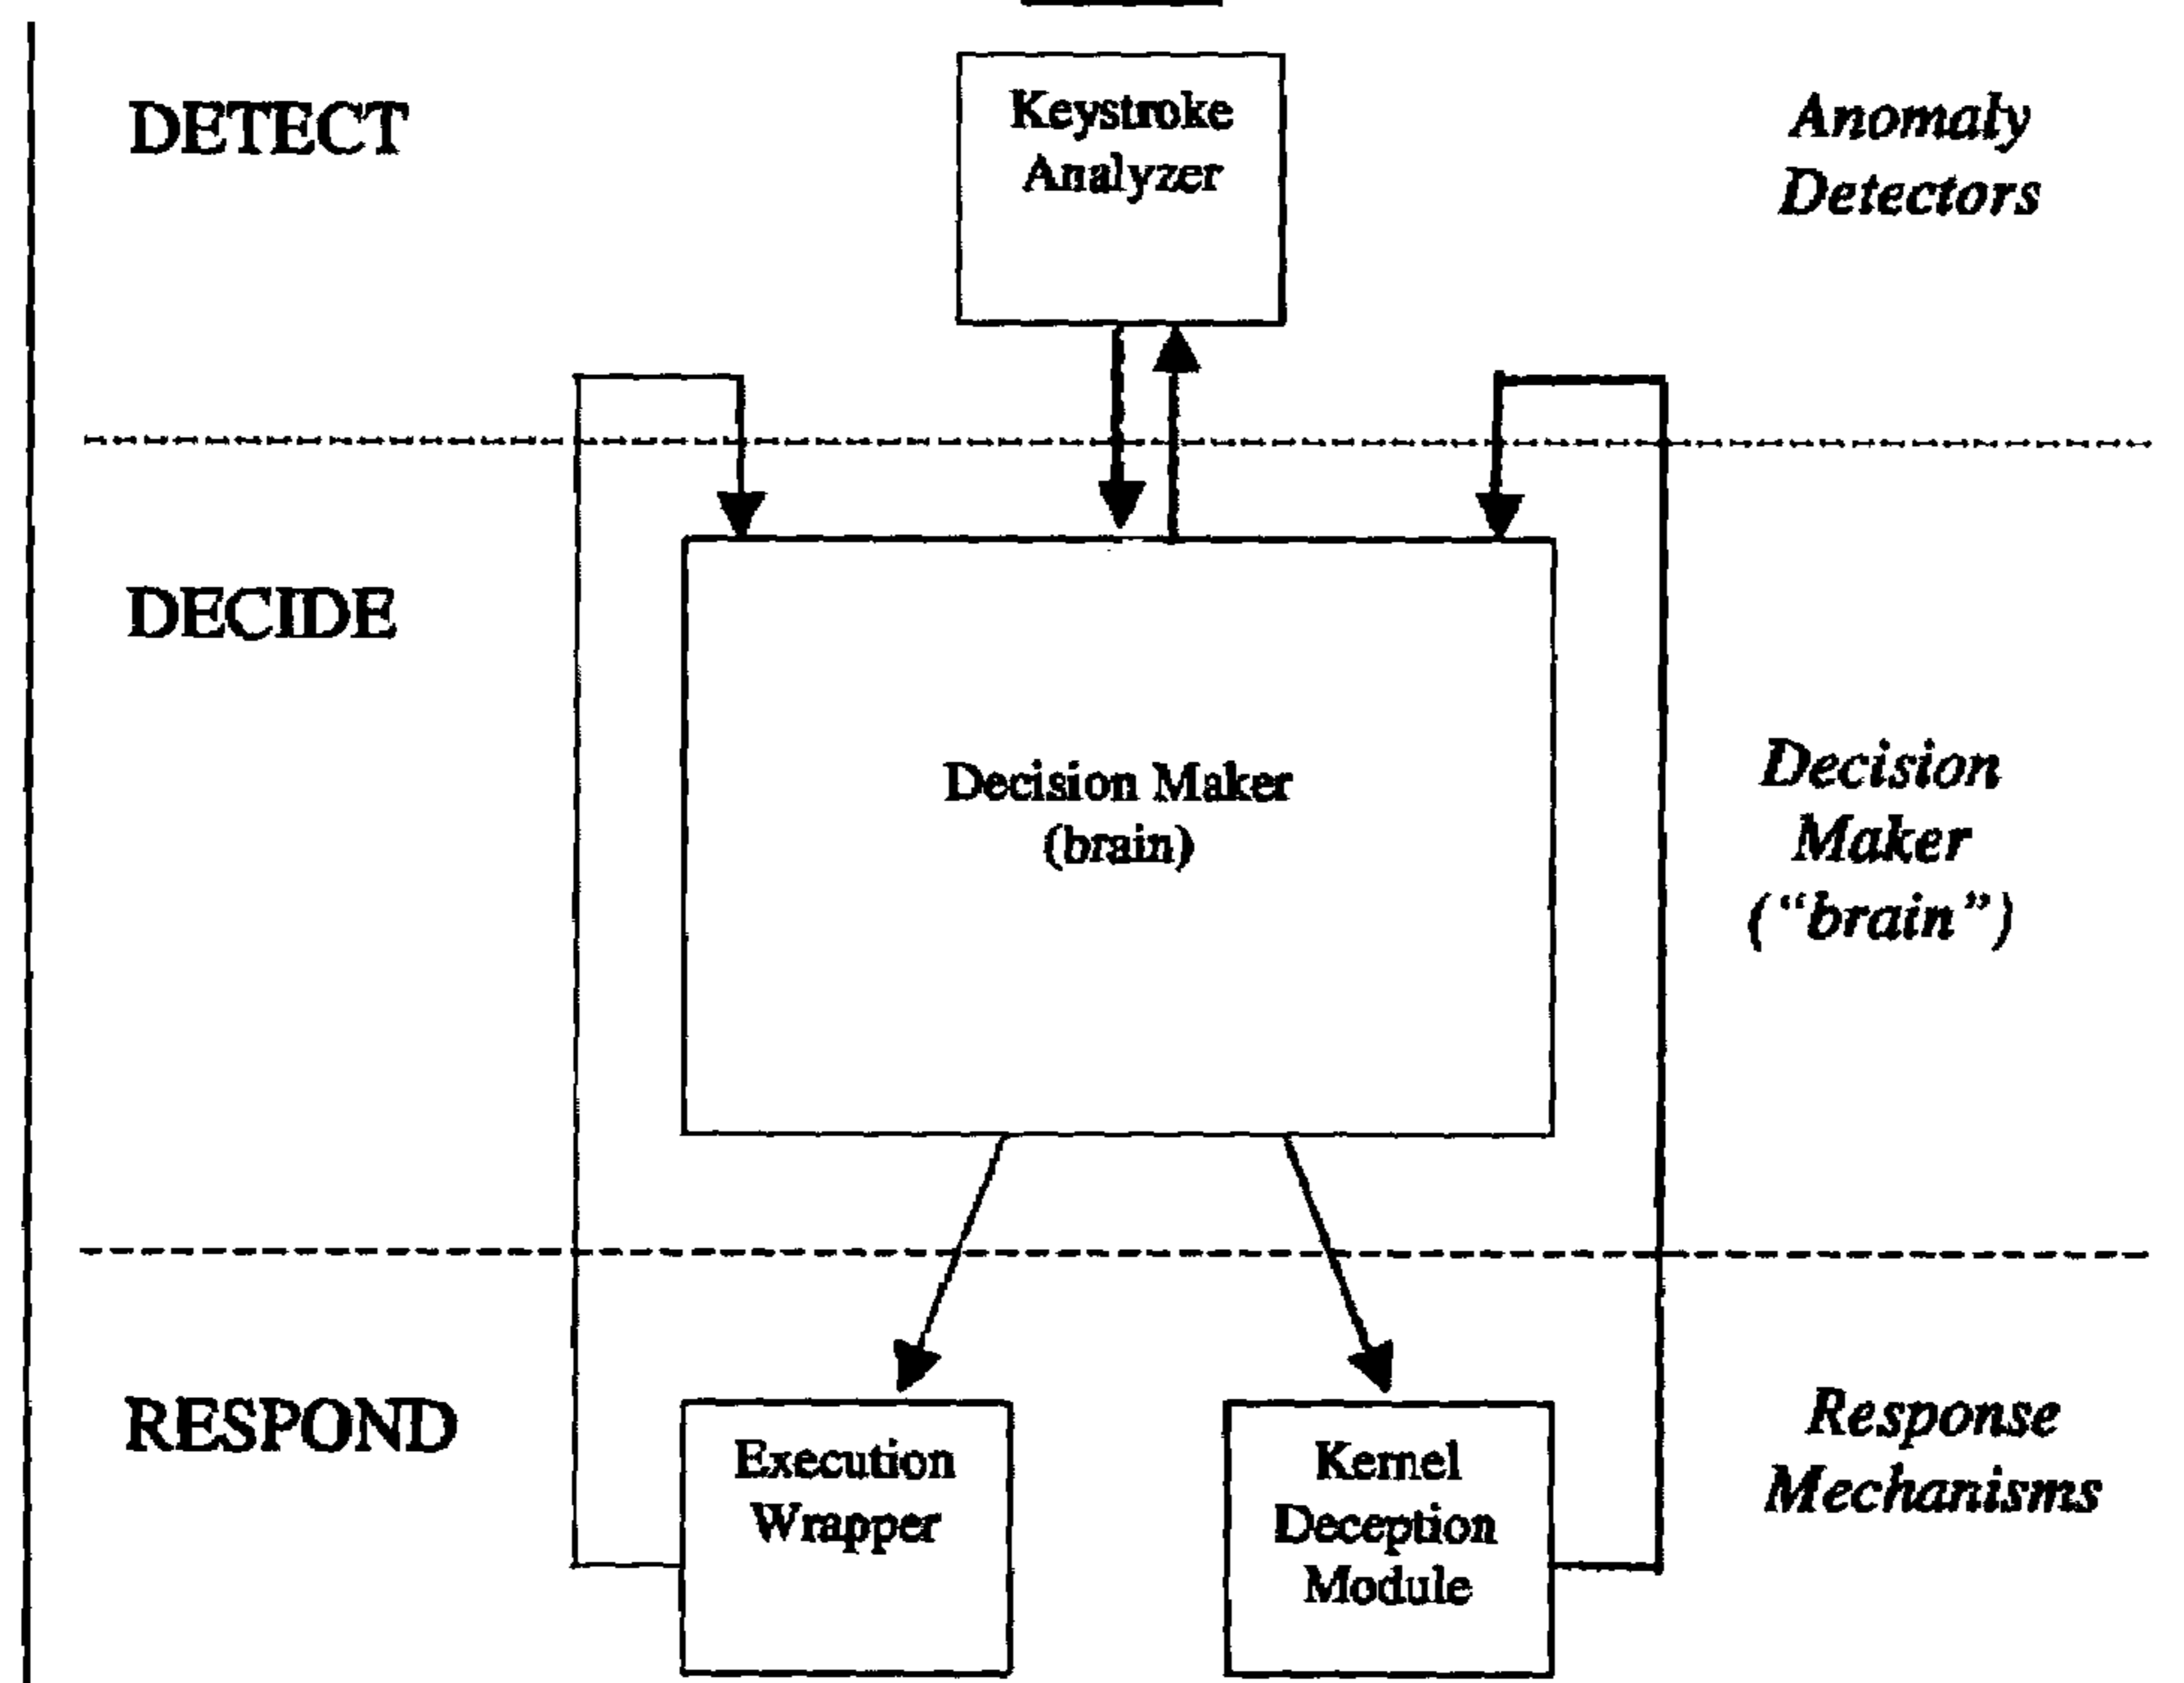 DETECT
Keystroke
Analyzer
Anomaly
Detectors
DECIDE
Decision Maker
(brain)
Decision
Maker
(“brain”)
RESPOND
Execution
Wrapper
Kernel
Deception
Module
Response
Mechanisms